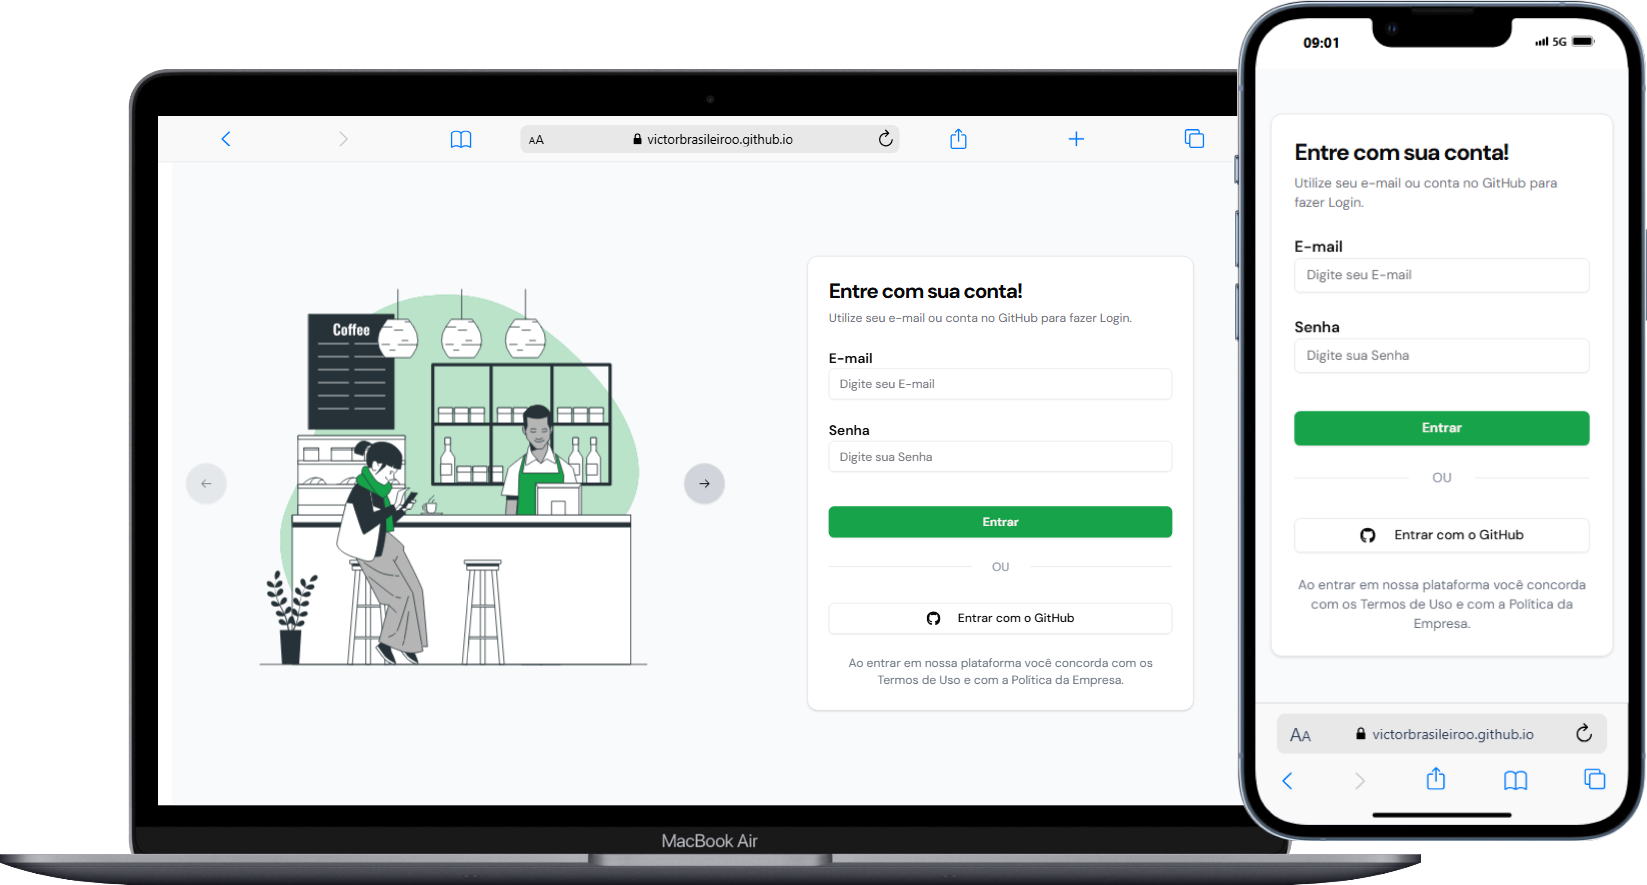 AA
victorbrasileiroo.github.io
Coffee
Entre com sua conta!
Utilize seu e-mail ou conta no GitHub para fazer Login.
E-mail
Digite seu E-mail
Senha
Digite sua Senha
Entrar
OU
Entrar com o GitHub
Ao entrar em nossa plataforma você concorda com os
Termos de Uso e com a Política da Empresa.
MacBook Air
09:01
5G
Entre com sua conta!
Utilize seu e-mail ou conta no GitHub para
fazer Login.
E-mail
Digite seu E-mail
Senha
Digite sua Senha
Entrar
OU
Entrar com o GitHub
Ao entrar em nossa plataforma você concorda
com os Termos de Uso e com a Política da
Empresa.
AA
victorbrasileiroo.github.io